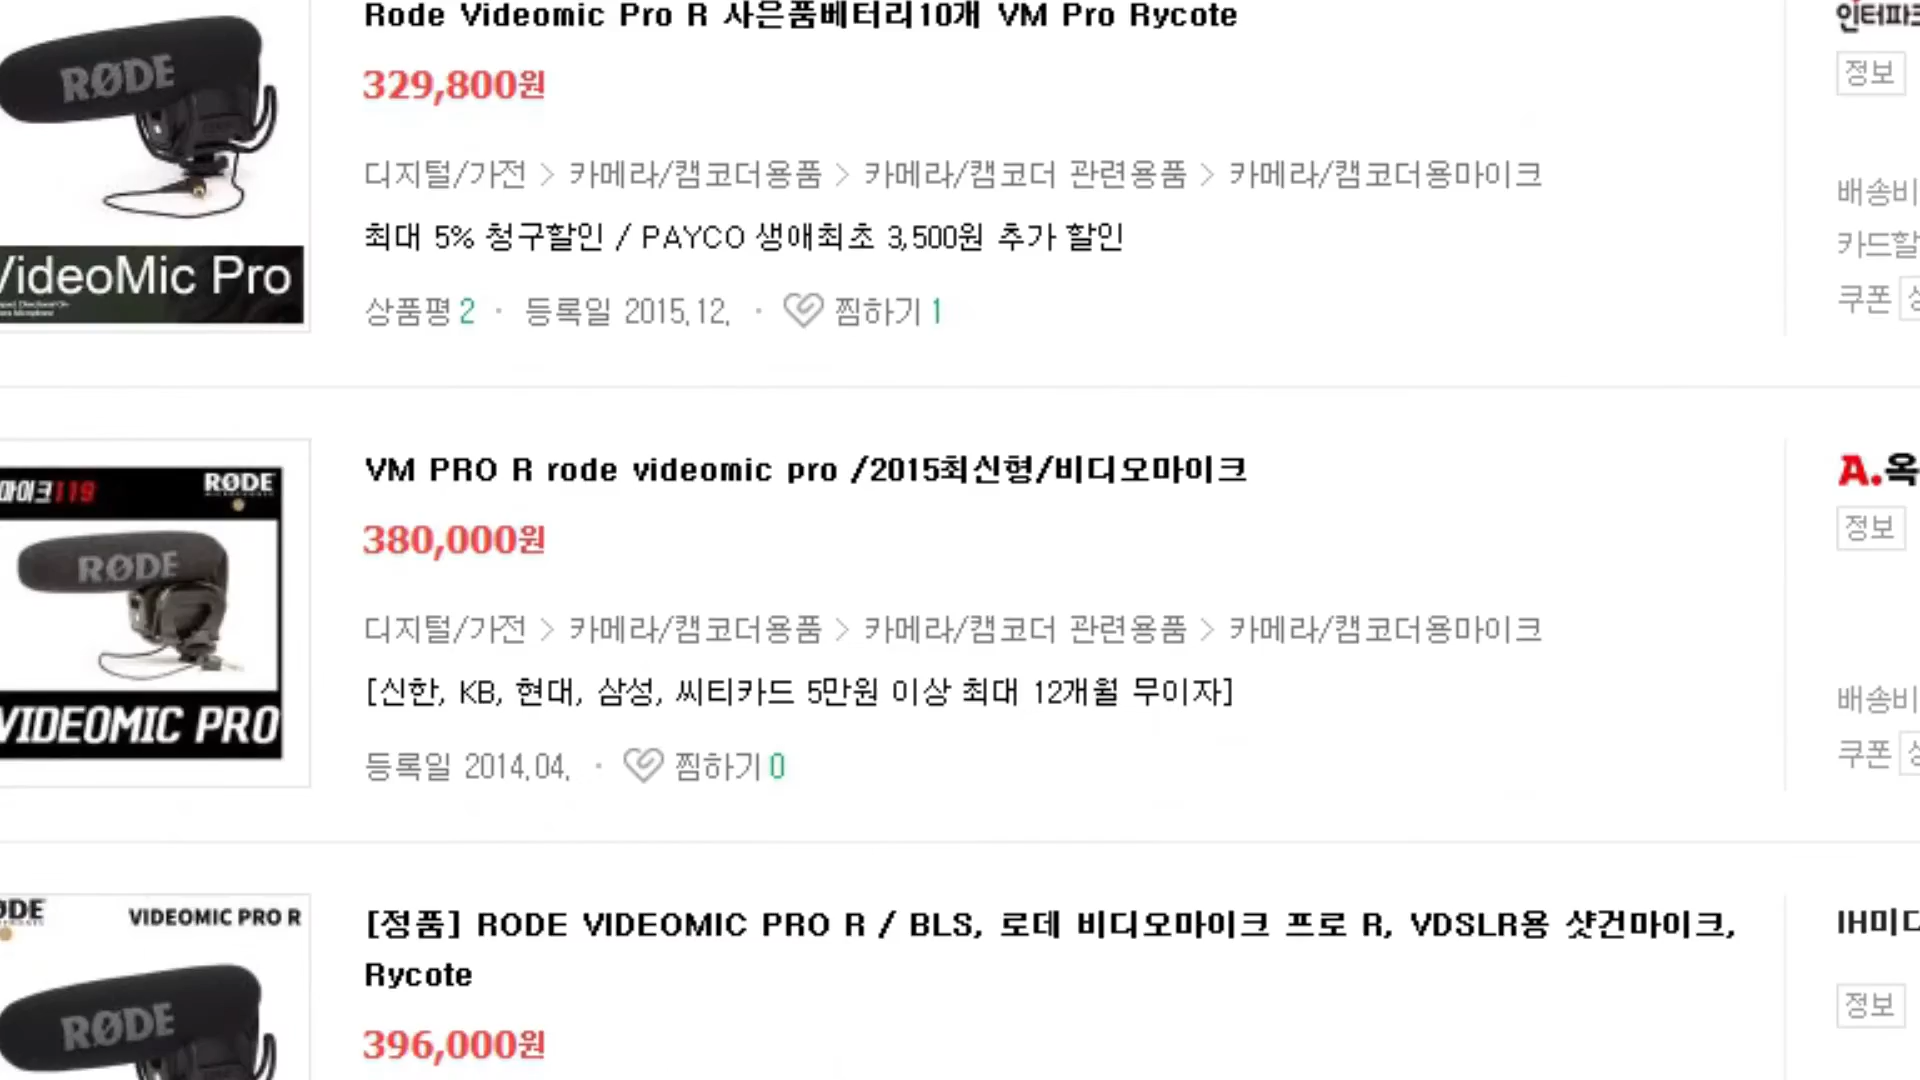 Rode Videomic Pro R 사은품베터리10개 VM Pro Rycote
RØDE
329,800원
정보
디지털/가전 > 카메라/캠코더용품 > 카메라/캠코더 관련용품 > 카메라/캠코더용마이크
배송비
최대 5% 청구할인 / PAYCO 생애최초 3,500원 추가 할인
카드할
VideoMic Pro
상품평 2 · 등록일 2015.12. · 찜하기 1
쿠폰
VM PRO R rode videomic pro /2015최신형/비디오마이크
A.옥
마이크119
RØDE
380,000원
정보
RØDE
디지털/가전 > 카메라/캠코더용품 > 카메라/캠코더 관련용품 > 카메라/캠코더용마이크
[신한, KB, 현대, 삼성, 씨티카드 5만원 이상 최대 12개월 무이자]
배송비
VIDEOMIC PRO
등록일 2014.04. · 찜하기 0
쿠폰
VIDEOMIC PRO R
[정품] RODE VIDEOMIC PRO R / BLS, 로데 비디오마이크 프로 R, VDSLR용 샷건마이크,
Rycote
RØDE
396,000원
정보